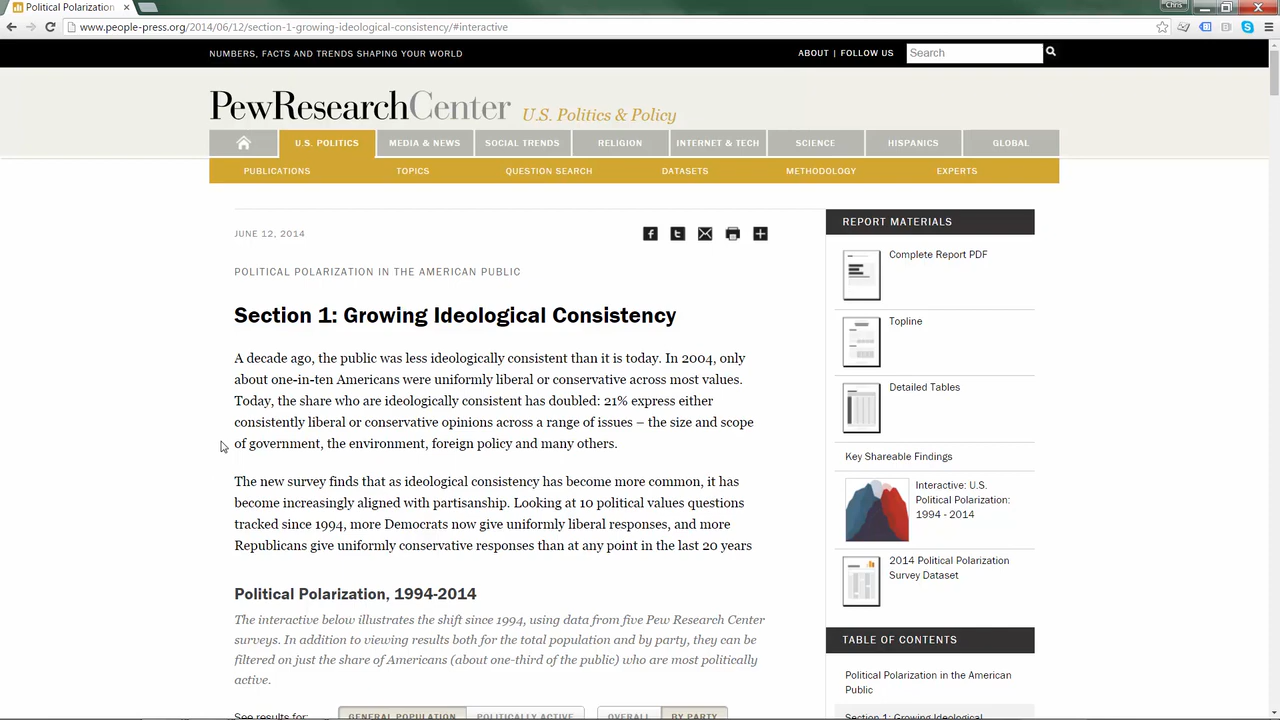 Political Polarization
Chris
www.people-press.org/2014/06/12/section-1-growing-ideological-consistency/#interactive
NUMBERS, FACTS AND TRENDS SHAPING YOUR WORLD
ABOUT | FOLLOW US
Search
PewResearchCenter U.S. Politics & Policy
U.S. POLITICS
MEDIA & NEWS
SOCIAL TRENDS
RELIGION
INTERNET & TECH
SCIENCE
HISPANICS
GLOBAL
PUBLICATIONS
TOPICS
QUESTION SEARCH
DATASETS
METHODOLOGY
EXPERTS
JUNE 12, 2014
POLITICAL POLARIZATION IN THE AMERICAN PUBLIC
Section 1: Growing Ideological Consistency
A decade ago, the public was less ideologically consistent than it is today. In 2004, only
about one-in-ten Americans were uniformly liberal or conservative across most values.
Today, the share who are ideologically consistent has doubled: 21% express either
consistently liberal or conservative opinions across a range of issues – the size and scope
of government, the environment, foreign policy and many others.
The new survey finds that as ideological consistency has become more common, it has
become increasingly aligned with partisanship. Looking at 10 political values questions
tracked since 1994, more Democrats now give uniformly liberal responses, and more
Republicans give uniformly conservative responses than at any point in the last 20 years
Political Polarization, 1994-2014
The interactive below illustrates the shift since 1994, using data from five Pew Research Center
surveys. In addition to viewing results both for the total population and by party, they can be
filtered on just the share of Americans (about one-third of the public) who are most politically
active.
See results for:
GENERAL POPULATION
POLITICALLY ACTIVE
OVERALL
BY PARTY
REPORT MATERIALS
Complete Report PDF
Topline
Detailed Tables
Key Shareable Findings
Interactive: U.S.
Political Polarization:
1994 - 2014
2014 Political Polarization
Survey Dataset
TABLE OF CONTENTS
Political Polarization in the American
Public
Section 1: Growing Ideological